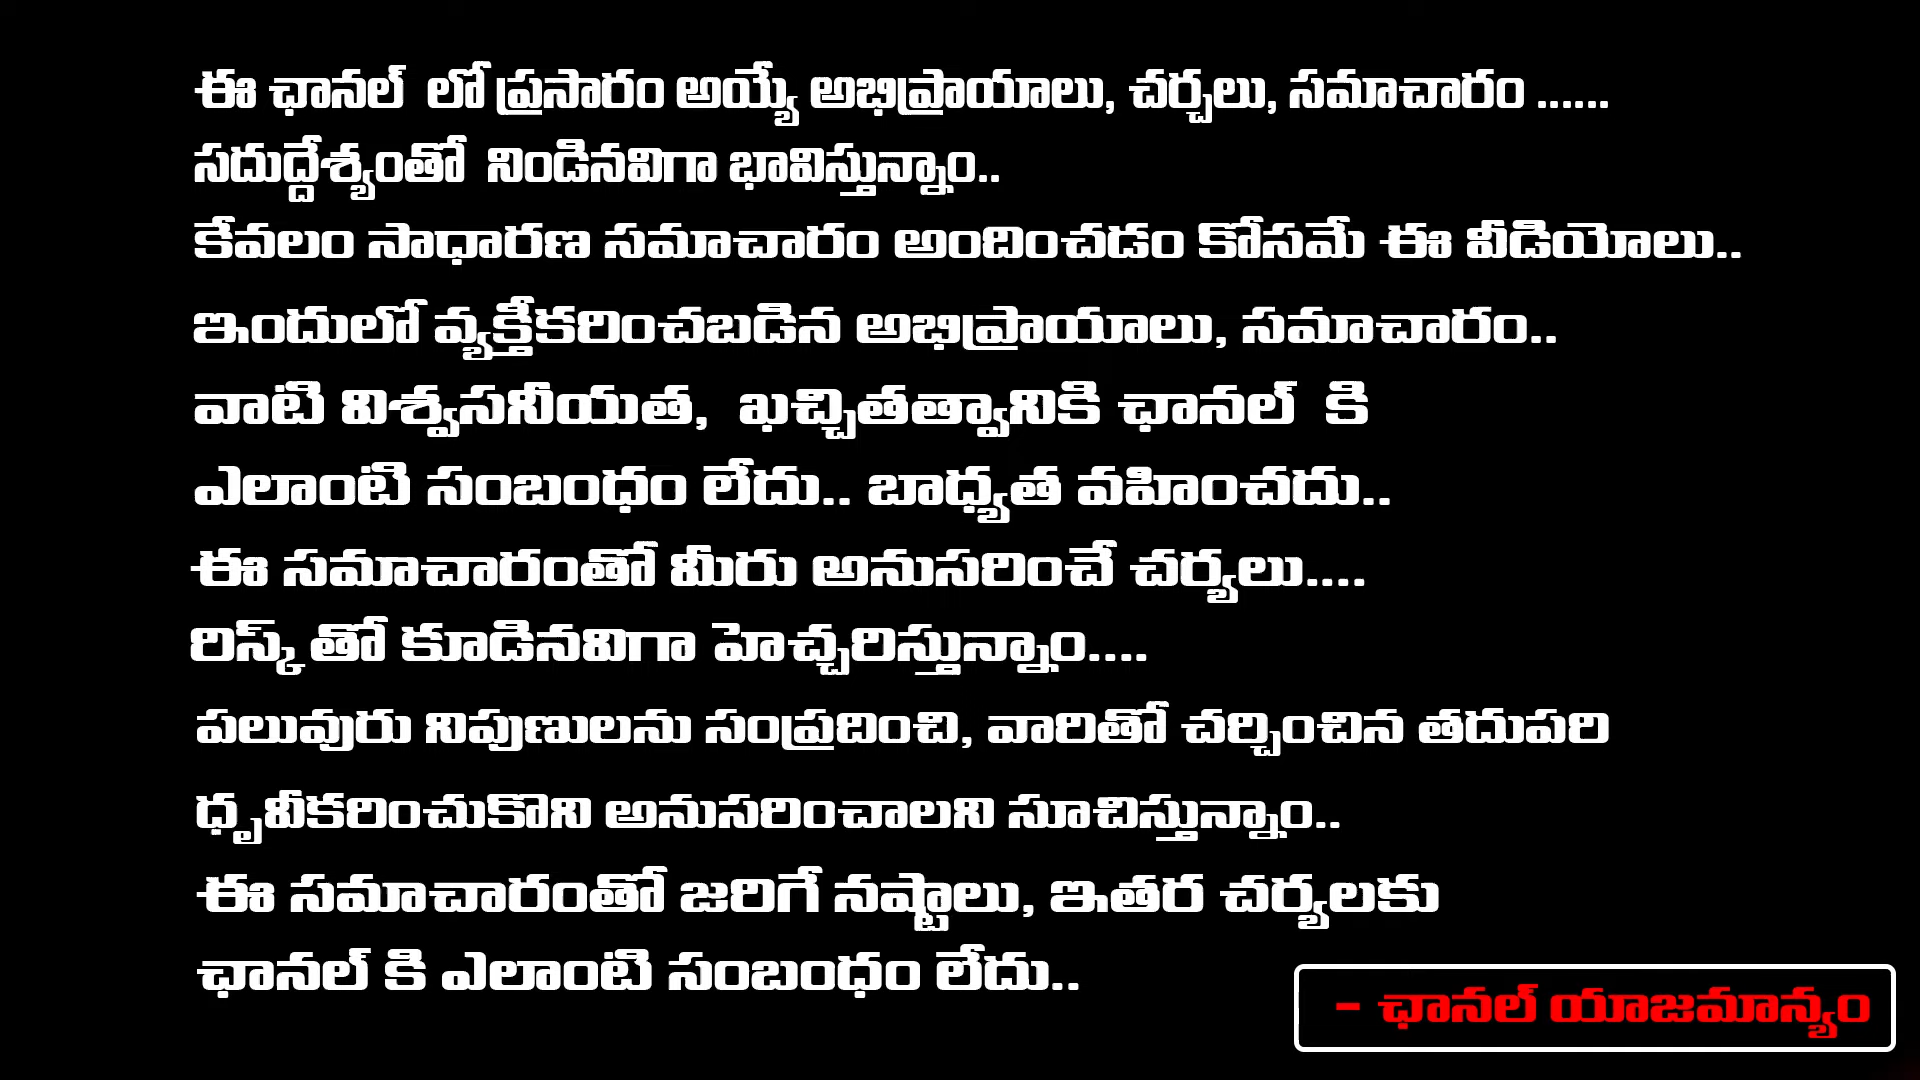 ఈ ఛానల్ లో ప్రసారం అయ్యే అభిప్రాయాలు, చర్చలు, సమాచారం ......
సదుద్దేశ్యంతో నిండినవిగా భావిస్తున్నాం..
కేవలం సాధారణ సమాచారం అందించడం కోసమే ఈ వీడియోలు..
ఇందులో వ్యక్తీకరించబడిన అభిప్రాయాలు, సమాచారం..
వాటి విశ్వసనీయత, ఖచ్చితత్వానికి ఛానల్ కి
ఎలాంటి సంబంధం లేదు.. బాధ్యత వహించదు..
ఈ సమాచారంతో మీరు అనుసరించే చర్యలు....
రిస్క్ తో కూడినవిగా హెచ్చరిస్తున్నాం....
పలువురు నిపుణులను సంప్రదించి, వారితో చర్చించిన తదుపరి
ధృవీకరించుకొని అనుసరించాలని సూచిస్తున్నాం..
ఈ సమాచారంతో జరిగే నష్టాలు, ఇతర చర్యలకు
ఛానల్ కి ఎలాంటి సంబంధం లేదు..
- ఛానల్ యాజమాన్యం